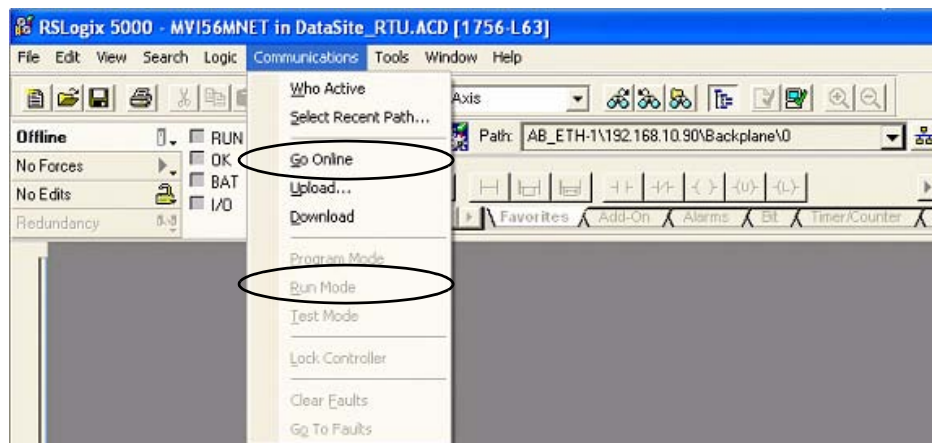 RSLogix 5000 - MVI56MNET in DataSite_RTU.ACD [1756-L63]
File Edit View Search Logic Communications Tools Window Help
Who Active
Select Recent Path...
Go Online
Upload...
Download
Program Mode
Run Mode
Test Mode
Lock Controller
Clear Faults
Go To Faults
Axis
Offline
RUN
Path: AB_ETH-1\192.168.10.90\Backplane\0
No Forces
OK
No Edits
BAT
I/O
Redundancy
Favorites Add-On Alarms Bit Timer/Counter